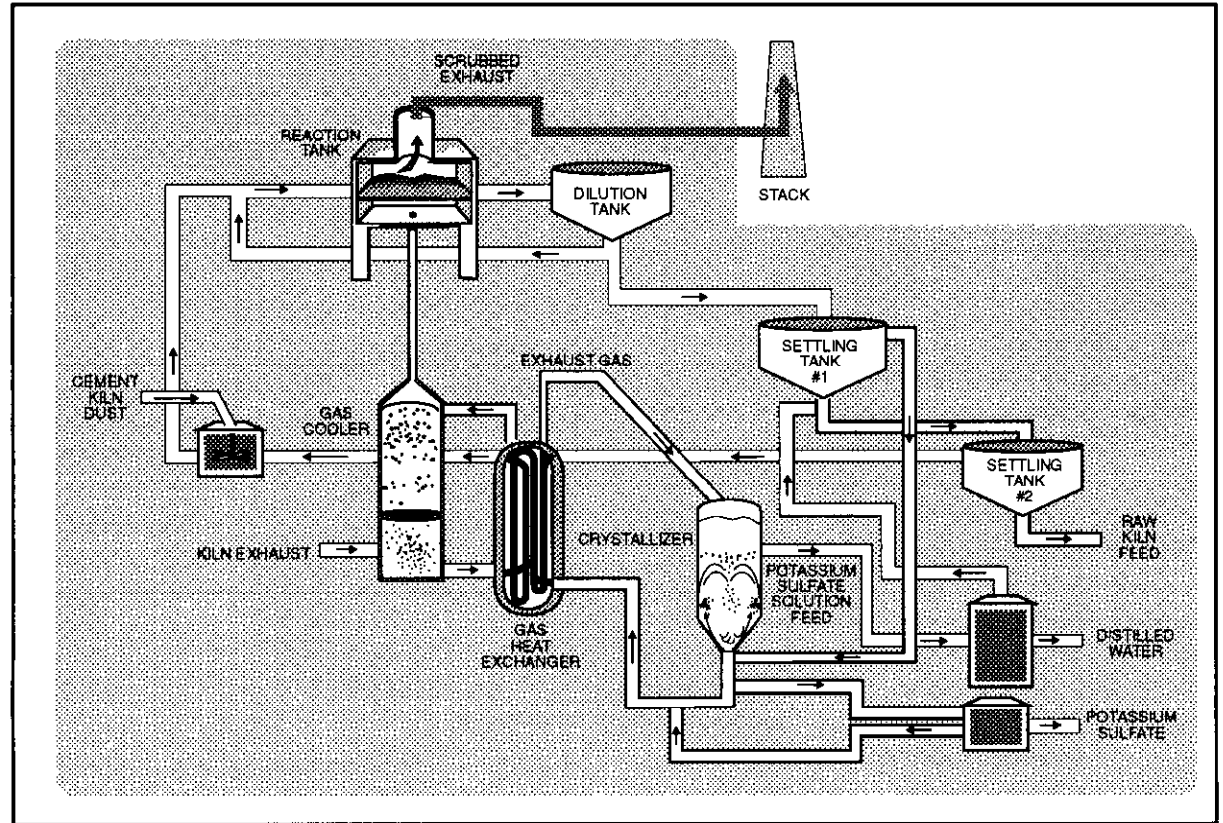 SCRUBBED
EXHAUST
REACTION
TANK
DILUTION
TANK
STACK
SETTLING
TANK
#1
EXHAUST GAS
CEMENT
KILN
DUST
GAS
COOLER
SETTLING
TANK
#2
KILN EXHAUST
CRYSTALLIZER
RAW
KILN
FEED
POTASSIUM
SULFATE
SOLUTION
FEED
GAS
HEAT
EXCHANGER
DISTILLED
WATER
POTASSIUM
SULFATE